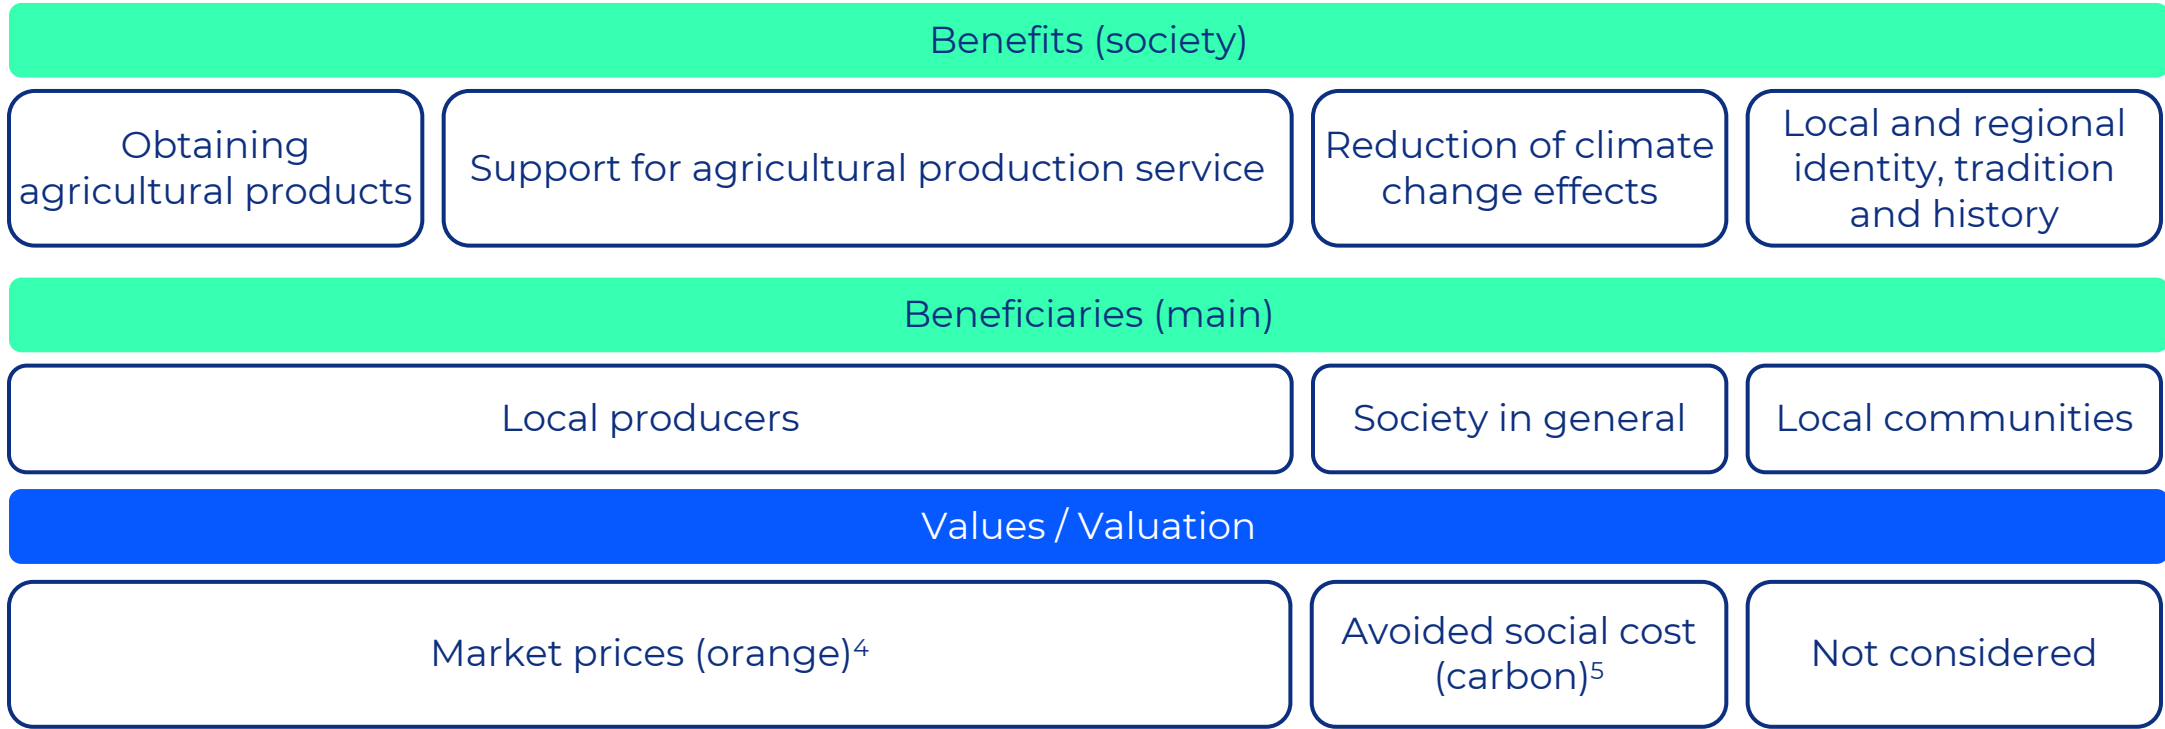 Benefits (society)
Obtaining
agricultural products
Support for agricultural production service
Reduction of climate
change effects
Local and regional
identity, tradition
and history
Beneficiaries (main)
Local producers
Society in general
Local communities
Values / Valuation
Market prices (orange)⁴
Avoided social cost
(carbon)⁵
Not considered